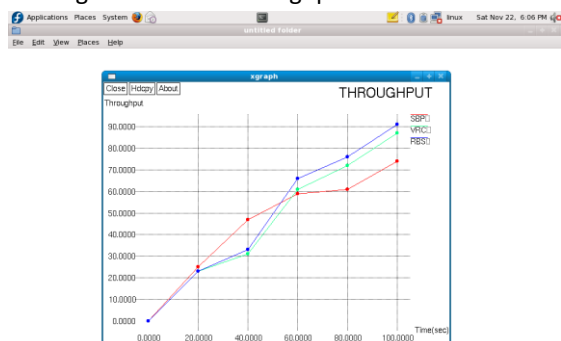 Applications Places System linux Sat Nov 22, 6:06 PM
untitled folder
File Edit View Places Help
xgraph
Close Hdcpy About THROUGHPUT
Throughput
SBP
VRC
RBS
90.0000
80.0000
70.0000
60.0000
50.0000
40.0000
30.0000
20.0000
10.0000
0.0000
Time(sec)
0.0000 20.0000 40.0000 60.0000 80.0000 100.0000